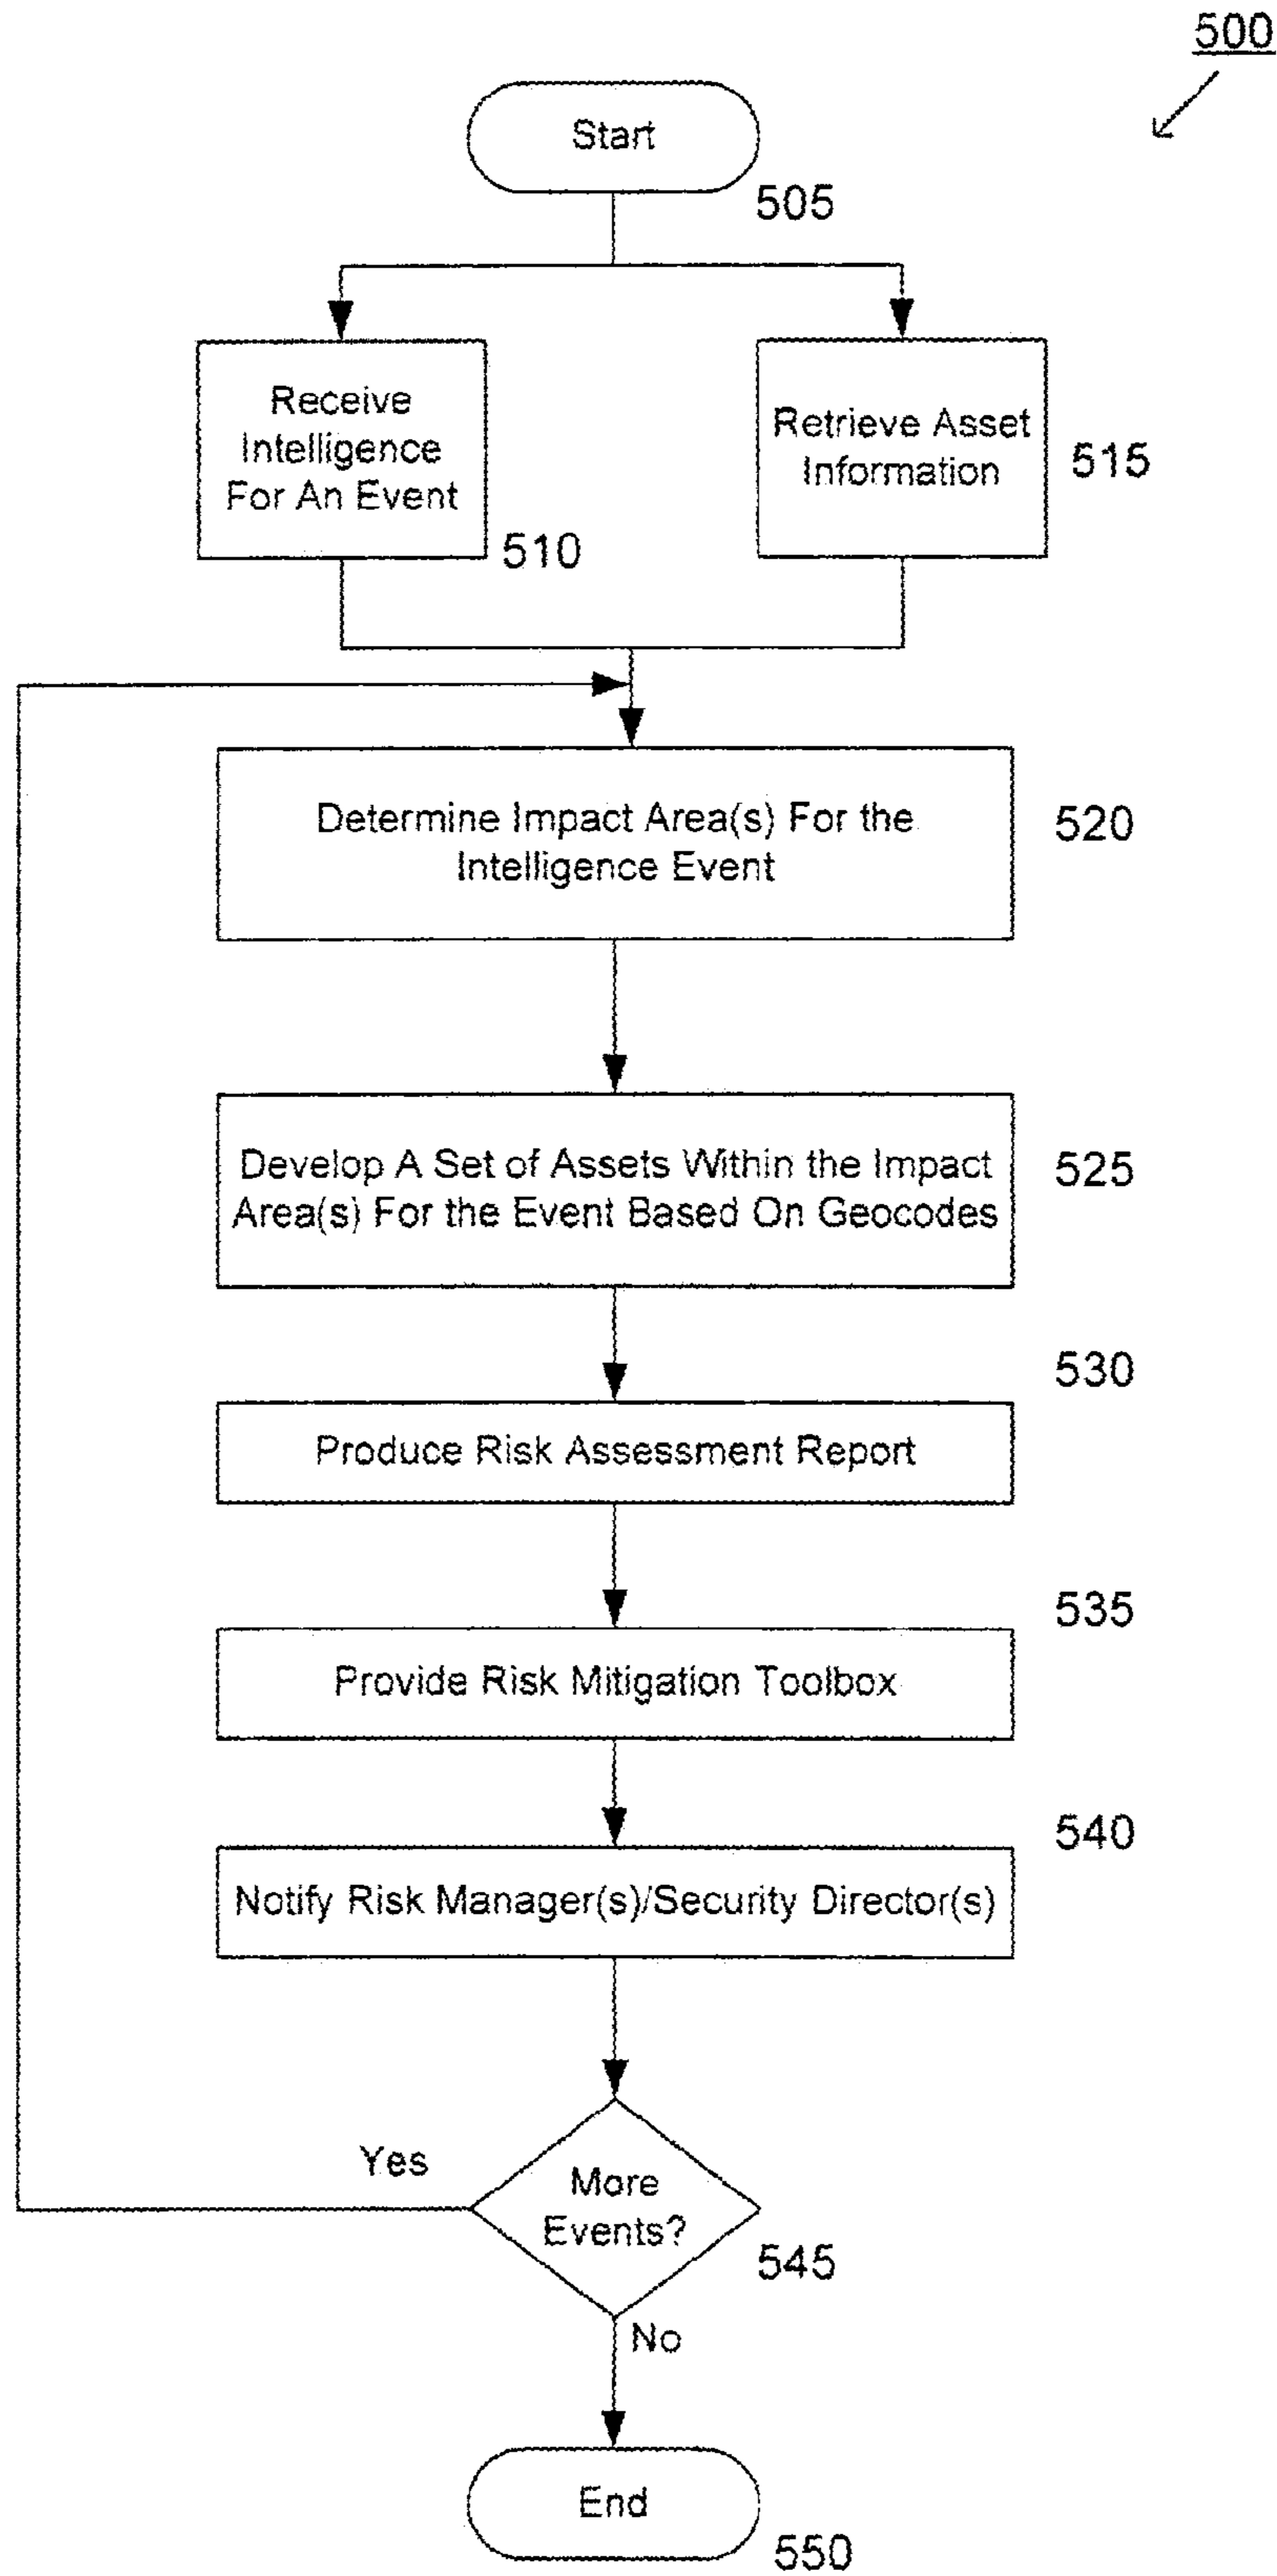 500
Start
505
Receive
Intelligence
For An Event
510
Retrieve Asset
Information
515
Determine Impact Area(s) For the
Intelligence Event
520
Develop A Set of Assets Within the Impact
Area(s) For the Event Based On Geocodes
525
530
Produce Risk Assessment Report
535
Provide Risk Mitigation Toolbox
540
Notify Risk Manager(s)/Security Director(s)
Yes
More
Events?
545
No
End
550